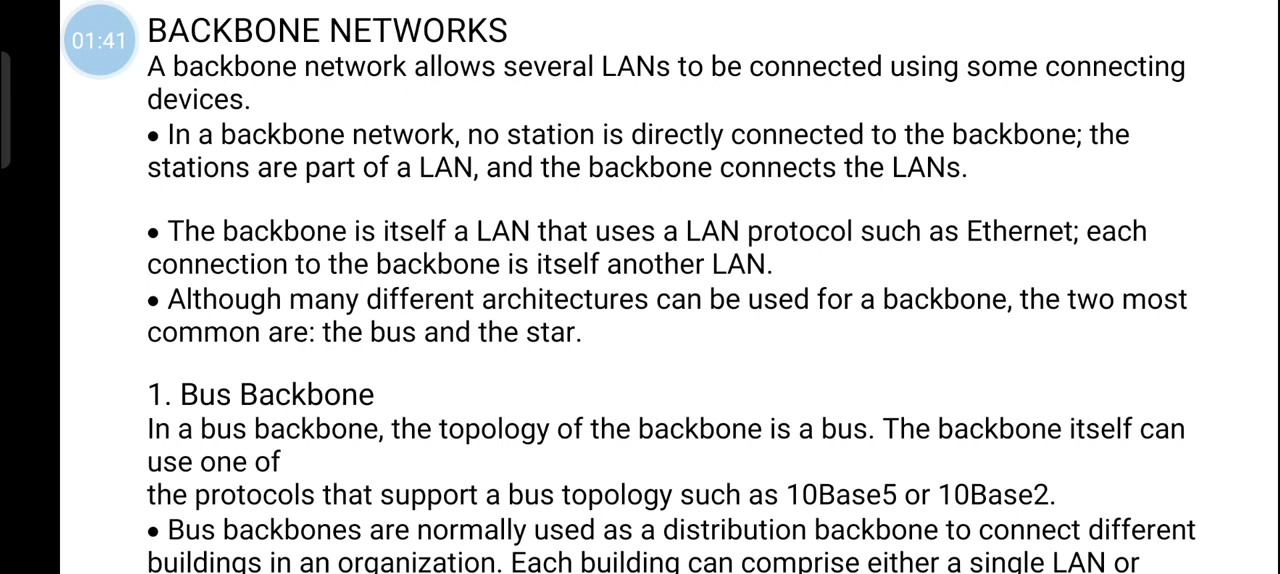 01:41
BACKBONE NETWORKS
A backbone network allows several LANs to be connected using some connecting
devices.
• In a backbone network, no station is directly connected to the backbone; the
stations are part of a LAN, and the backbone connects the LANs.
• The backbone is itself a LAN that uses a LAN protocol such as Ethernet; each
connection to the backbone is itself another LAN.
• Although many different architectures can be used for a backbone, the two most
common are: the bus and the star.
1. Bus Backbone
In a bus backbone, the topology of the backbone is a bus. The backbone itself can
use one of
the protocols that support a bus topology such as 10Base5 or 10Base2.
• Bus backbones are normally used as a distribution backbone to connect different
buildings in an organization. Each building can comprise either a single LAN or